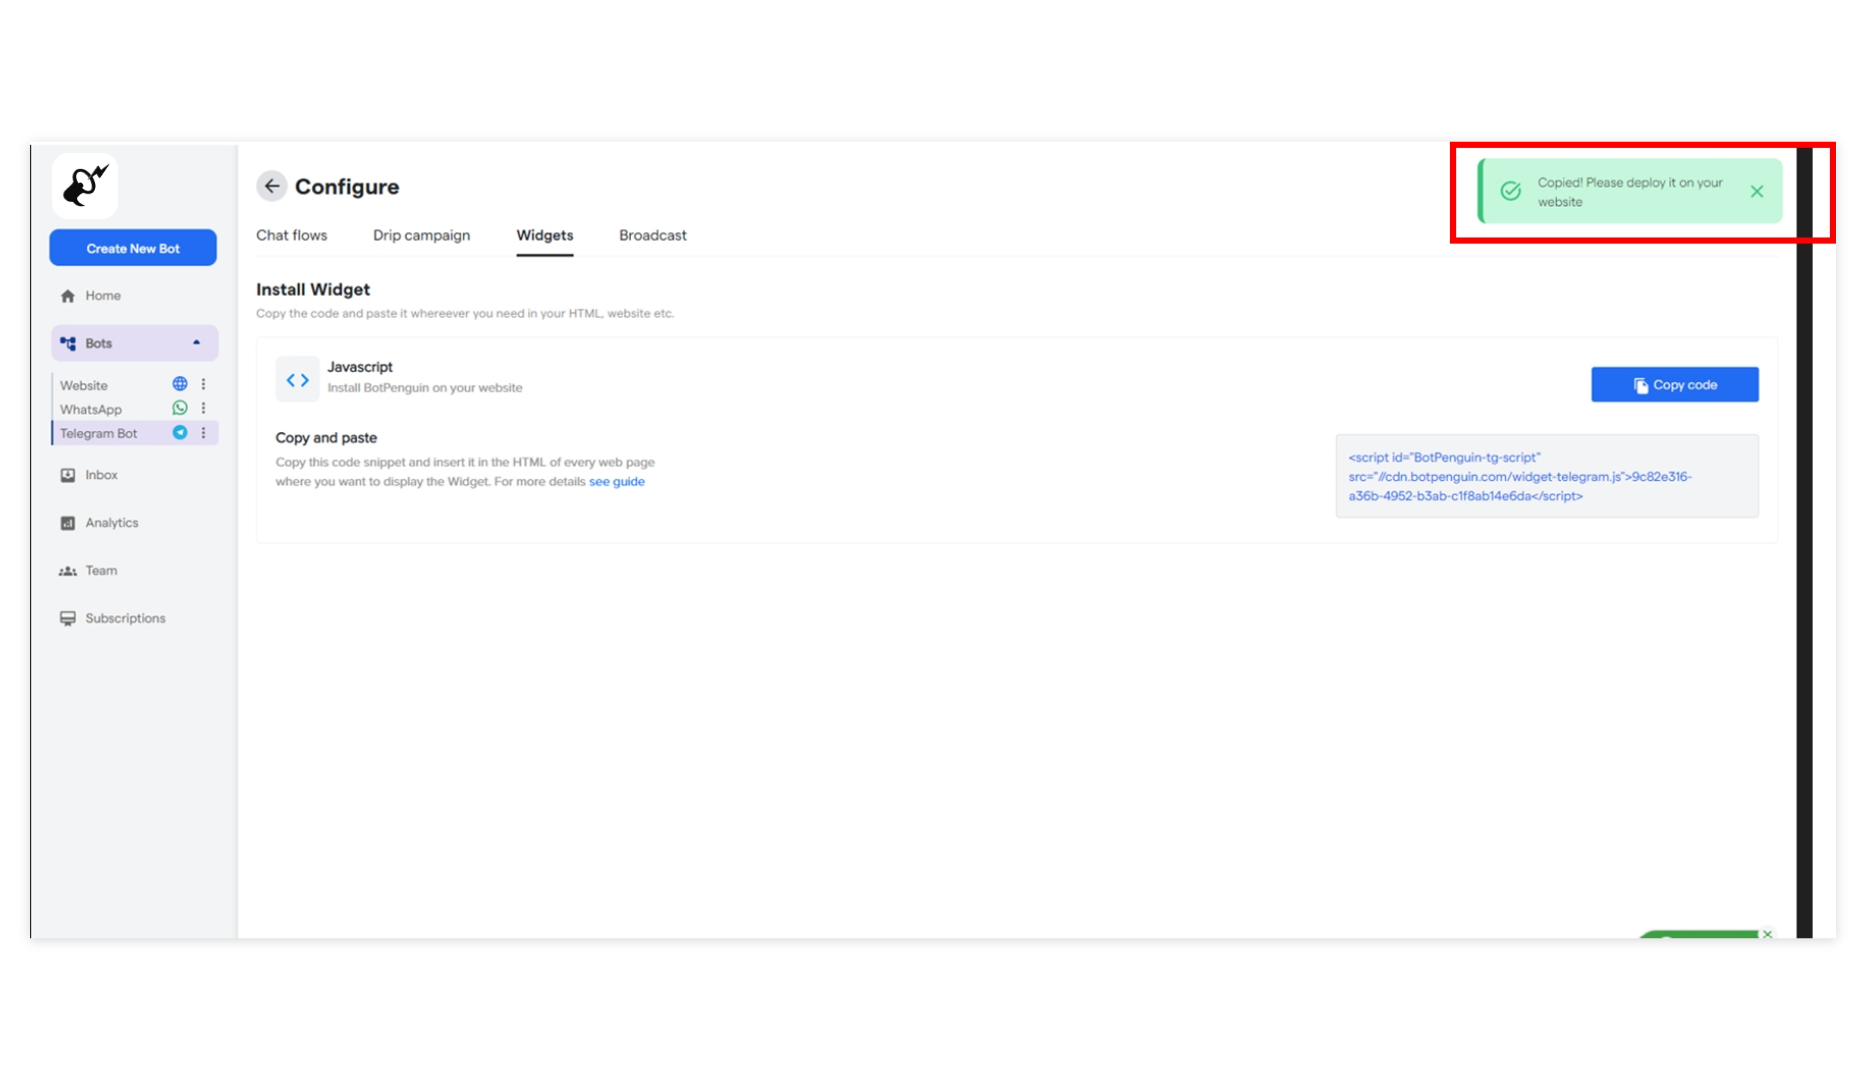 Create New Bot
Home
Bots
Website
WhatsApp
Telegram Bot
Inbox
Analytics
Team
Subscriptions
Configure
Chat flows
Drip campaign
Widgets
Broadcast
Copied! Please deploy it on your
website
Install Widget
Copy the code and paste it whereever you need in your HTML, website etc.
Javascript
Install BotPenguin on your website
Copy code
Copy and paste
Copy this code snippet and insert it in the HTML of every web page
where you want to display the Widget. For more details see guide
<script id="BotPenguin-tg-script"
src="//cdn.botpenguin.com/widget-telegram.js">9c82e316-
a36b-4952-b3ab-c1f8ab14e6da</script>